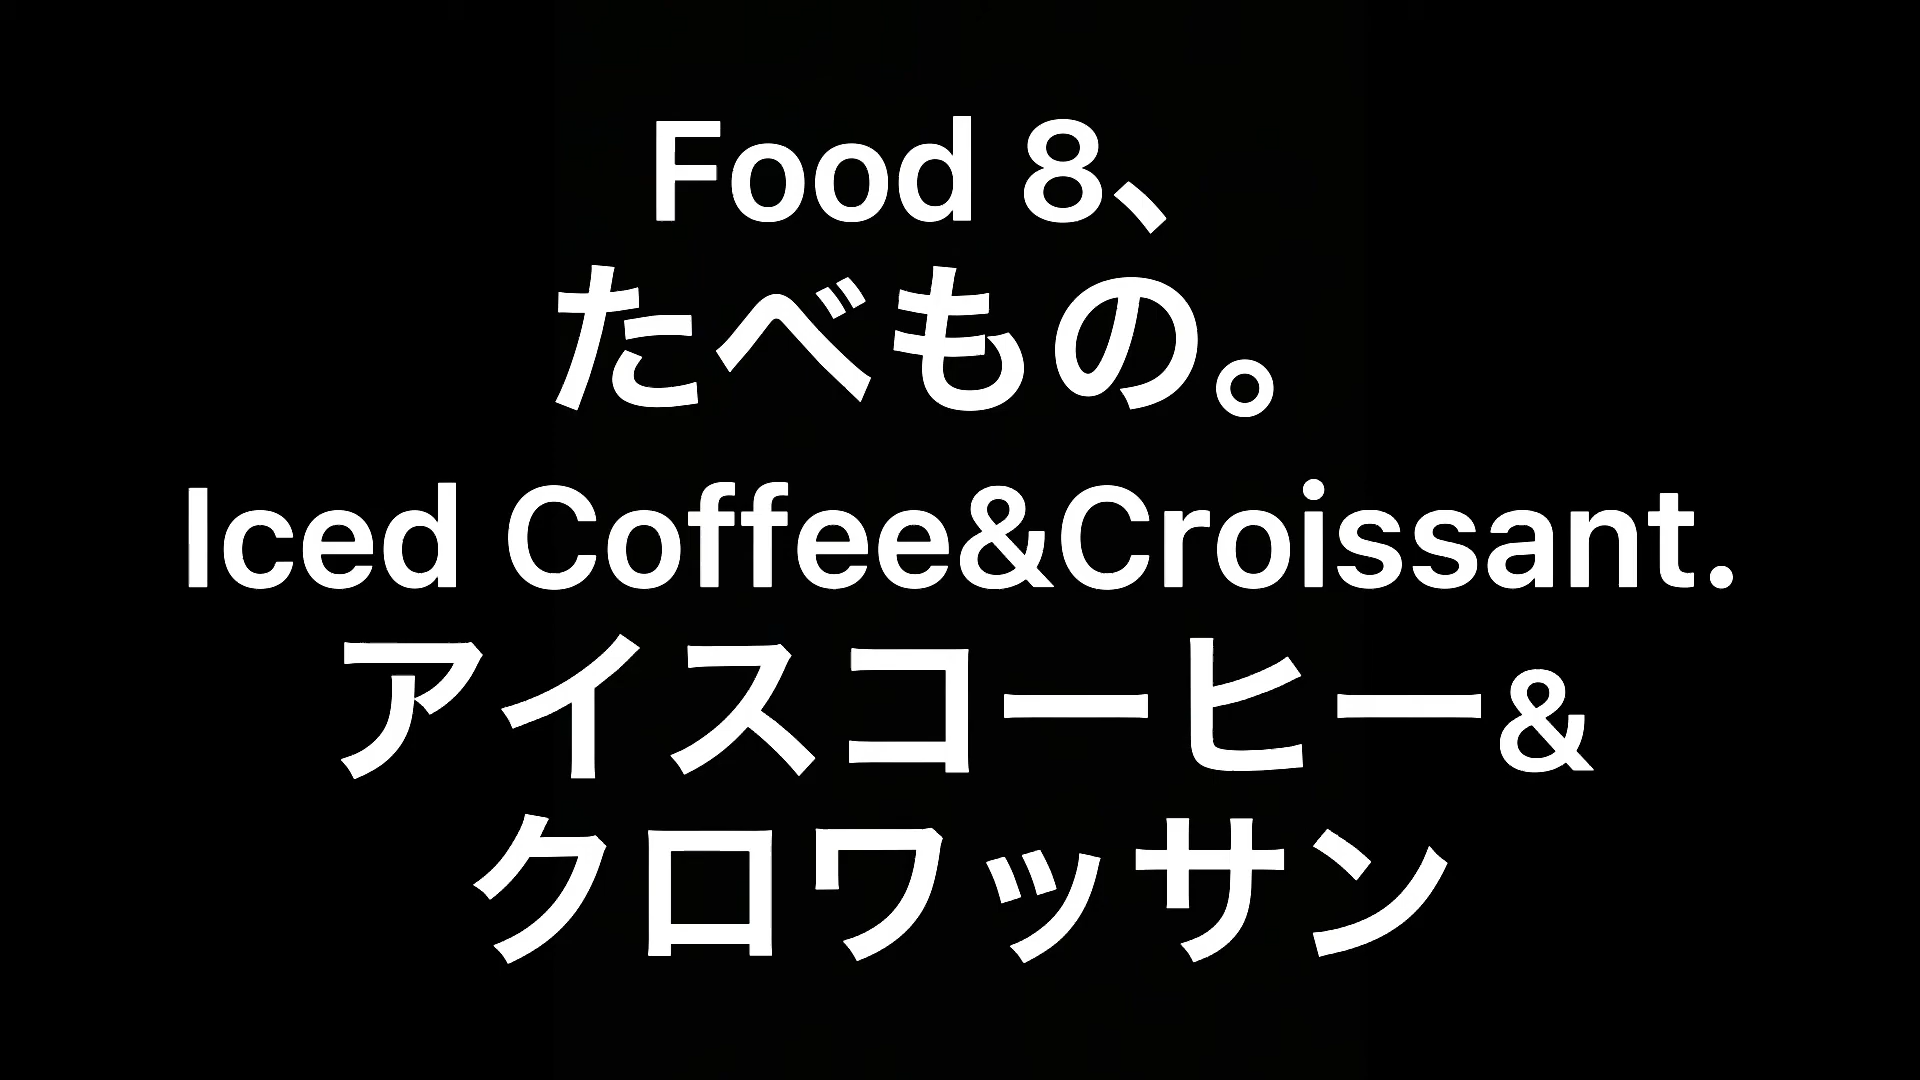 Food 8、
たべもの。
Iced Coffee&Croissant.
アイスコーヒー&
クロワッサン